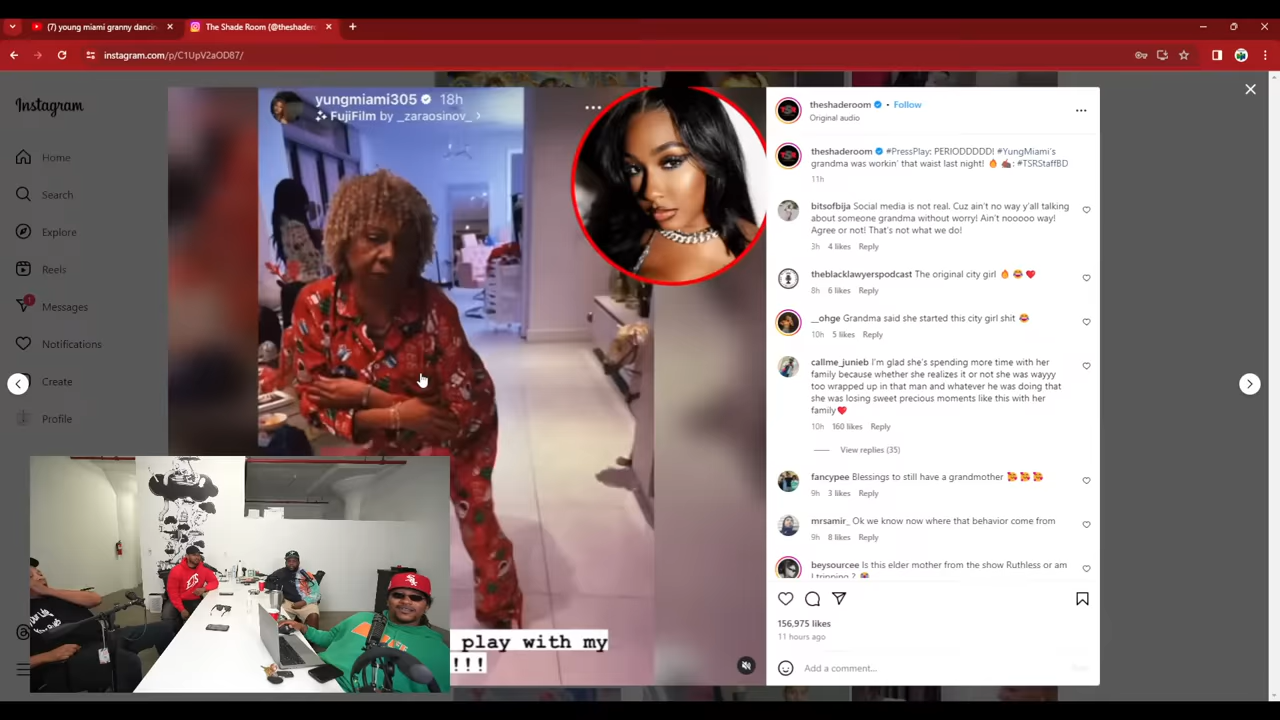 (7) young miami granny dancin
The Shade Room (@theshader
instagram.com/p/C1UpV2aOD87/
Instagram
Home
Search
Explore
Reels
1
Messages
Notifications
Create
Profile
yungmiami305 18h
FujiFilm by _zaraosinov_ >
play with my
!!!
theshaderoom • Follow
Original audio
theshaderoom #PressPlay: PERIODDDDD! #YungMiami's
grandma was workin' that waist last night! 🔥 📹: #TSRStaffBD
11h
bitsofbija Social media is not real. Cuz ain't no way y'all talking
about someone grandma without worry! Ain't nooooo way!
Agree or not! That's not what we do!
3h 4 likes Reply
theblacklawyerspodcast The original city girl 🔥 😂 ❤️
8h 6 likes Reply
__ohge Grandma said she started this city girl shit 😂
10h 5 likes Reply
callme_junieb I'm glad she's spending more time with her
family because whether she realizes it or not she was wayyy
too wrapped up in that man and whatever he was doing that
she was losing sweet precious moments like this with her
family❤️
10h 160 likes Reply
View replies (35)
fancypee Blessings to still have a grandmother 🥰 🥰 🥰
9h 3 likes Reply
mrsamir_ Ok we know now where that behavior come from
9h 8 likes Reply
beysourcee Is this elder mother from the show Ruthless or am
I tripping ?
156,975 likes
11 hours ago
Add a comment...